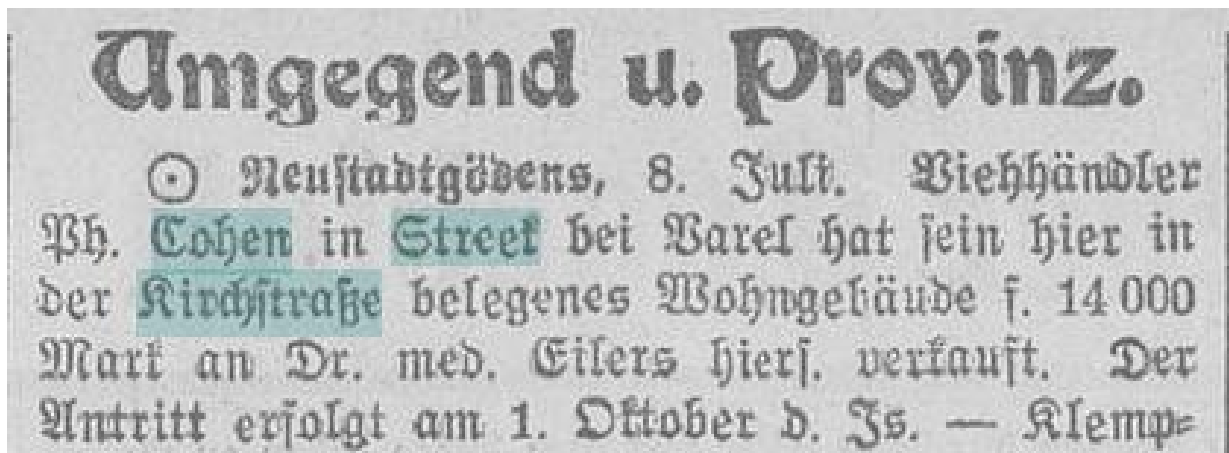 Umgegend u. Provinz.
⊙ Neustadtgödens, 8. Juli. Viehhändler
Ph. Cohen in Streek bei Varel hat sein hier in
der Kirchstraße belegenes Wohngebäude f. 14 000
Mark an Dr. med. Eilers hiers. verkauft. Der
Antritt erfolgt am 1. Oktober d. Js. — Klemp⸗